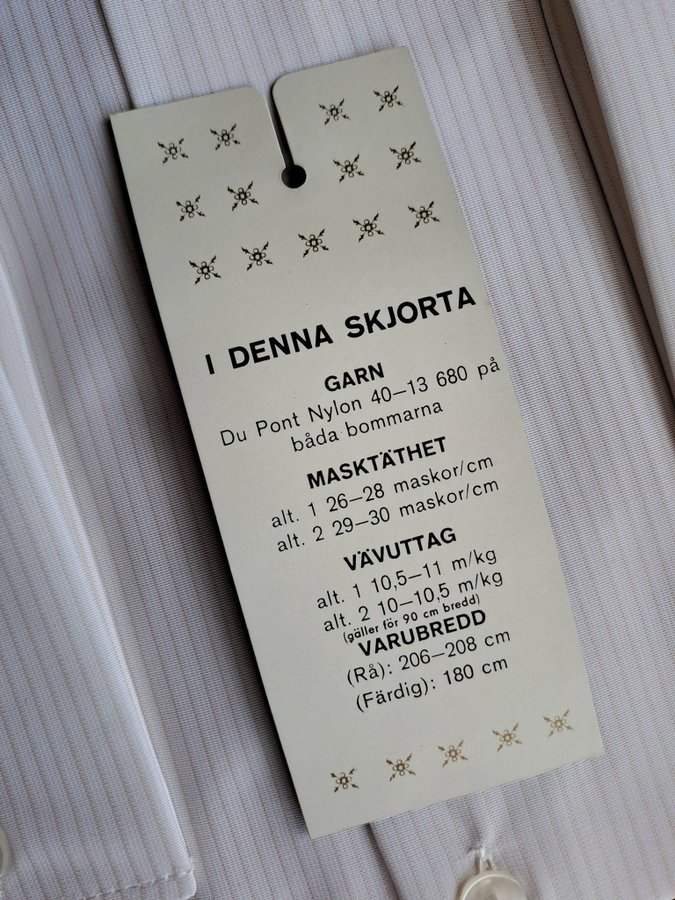 I DENNA SKJORTA
GARN
Du Pont Nylon 40–13 680 på
båda bommarna
MASKTÄTHET
alt. 1 26–28 maskor/cm
alt. 2 29–30 maskor/cm
VÄVUTTAG
alt. 1 10,5–11 m/kg
alt. 2 10–10,5 m/kg
(gäller för 90 cm bredd)
VARUBREDD
(Rå): 206–208 cm
(Färdig): 180 cm